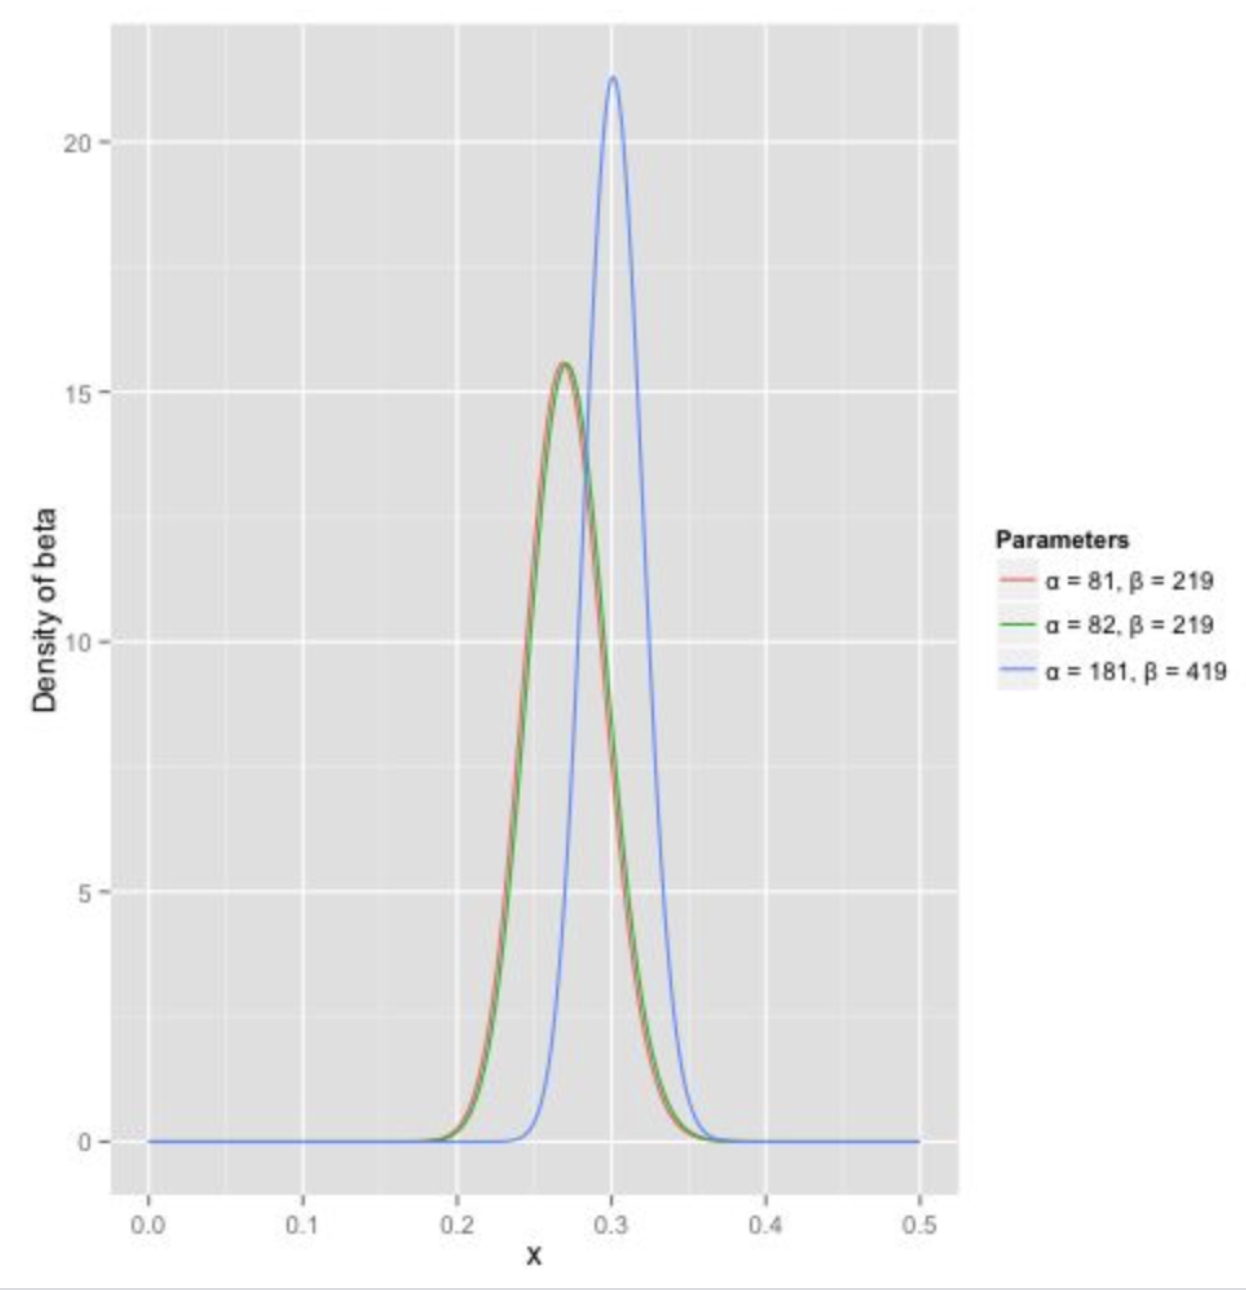 20
15
10
5
0
Density of beta
0.0 0.1 0.2 0.3 0.4 0.5
x
Parameters
α = 81, β = 219
α = 82, β = 219
α = 181, β = 419